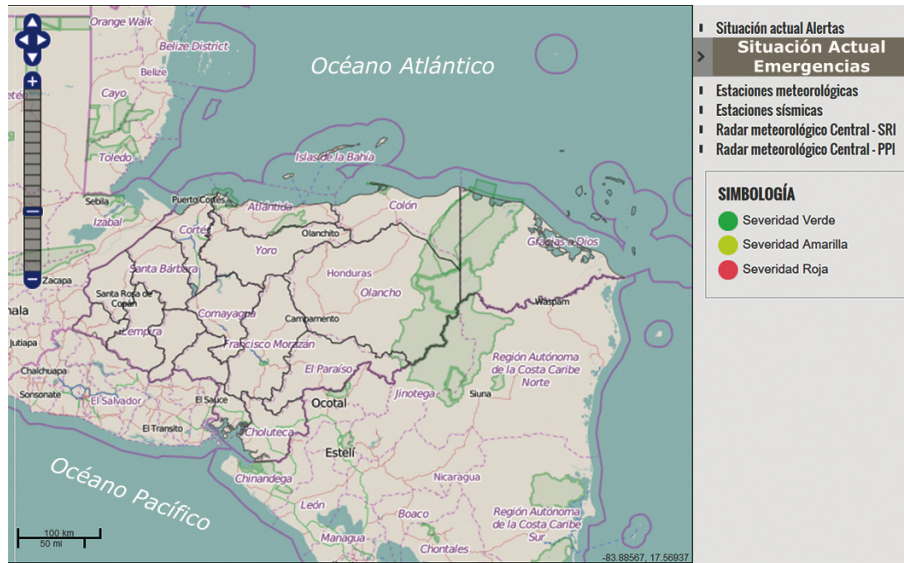 Orange Walk
Belize District
Belize
Cayo
Toledo
Océano Atlántico
Islas de la Bahía
Sebila
Puerto Cortés
Izabal
Atlántida
Colón
Cortés
Olanchito
Gracias a Dios
Yoro
Santa Bárbara
Honduras
Zacapa
Olancho
Santa Rosa de
Copán
Waspam
Comayagua
Campamento
Lempira
Jutiapa
Francisco Morazán
El Paraíso
Región Autónoma
de la Costa Caribe
Norte
Chalchuapa
Sonsonate
El Salvador
El Sauce
Ocotal
Jinotega
Siuna
El Transito
Choluteca
Estelí
Océano Pacífico
Chinandega
Nicaragua
León
Boaco
Región Autónoma
de la Costa Caribe
Sur
Managua
Chontales
100 km
50 mi
-83.88567, 17.56937
Situación actual Alertas
Situación Actual
Emergencias
Estaciones meteorológicas
Estaciones sísmicas
Radar meteorológico Central - SRI
Radar meteorológico Central - PPI
SIMBOLOGÍA
Severidad Verde
Severidad Amarilla
Severidad Roja